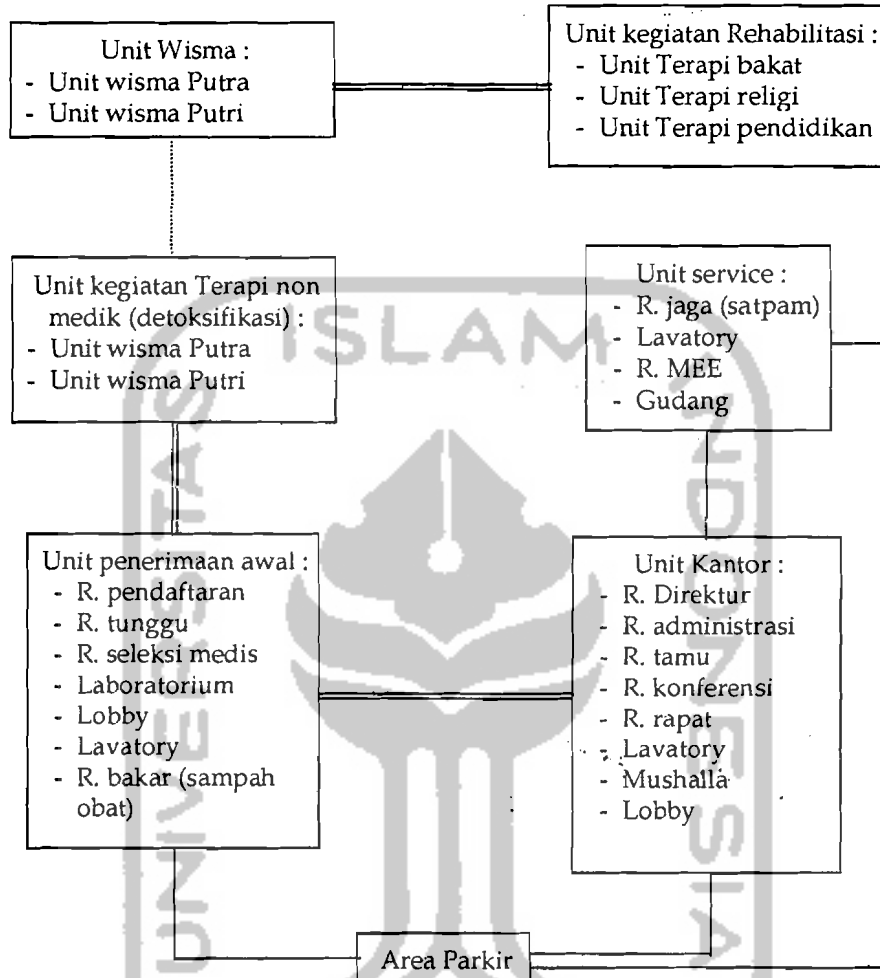 Unit Wisma :
- Unit wisma Putra
- Unit wisma Putri
Unit kegiatan Rehabilitasi :
- Unit Terapi bakat
- Unit Terapi religi
- Unit Terapi pendidikan
Unit kegiatan Terapi non
medik (detoksifikasi) :
- Unit wisma Putra
- Unit wisma Putri
Unit service :
- R. jaga (satpam)
- Lavatory
- R. MEE
- Gudang
Unit penerimaan awal :
- R. pendaftaran
- R. tunggu
- R. seleksi medis
- Laboratorium
- Lobby
- Lavatory
- R. bakar (sampah
obat)
Unit Kantor :
- R. Direktur
- R. administrasi
- R. tamu
- R. konferensi
- R. rapat
- Lavatory
- Mushalla
- Lobby
Area Parkir
UNIVERSITAS
ISLAM
INDONESIA